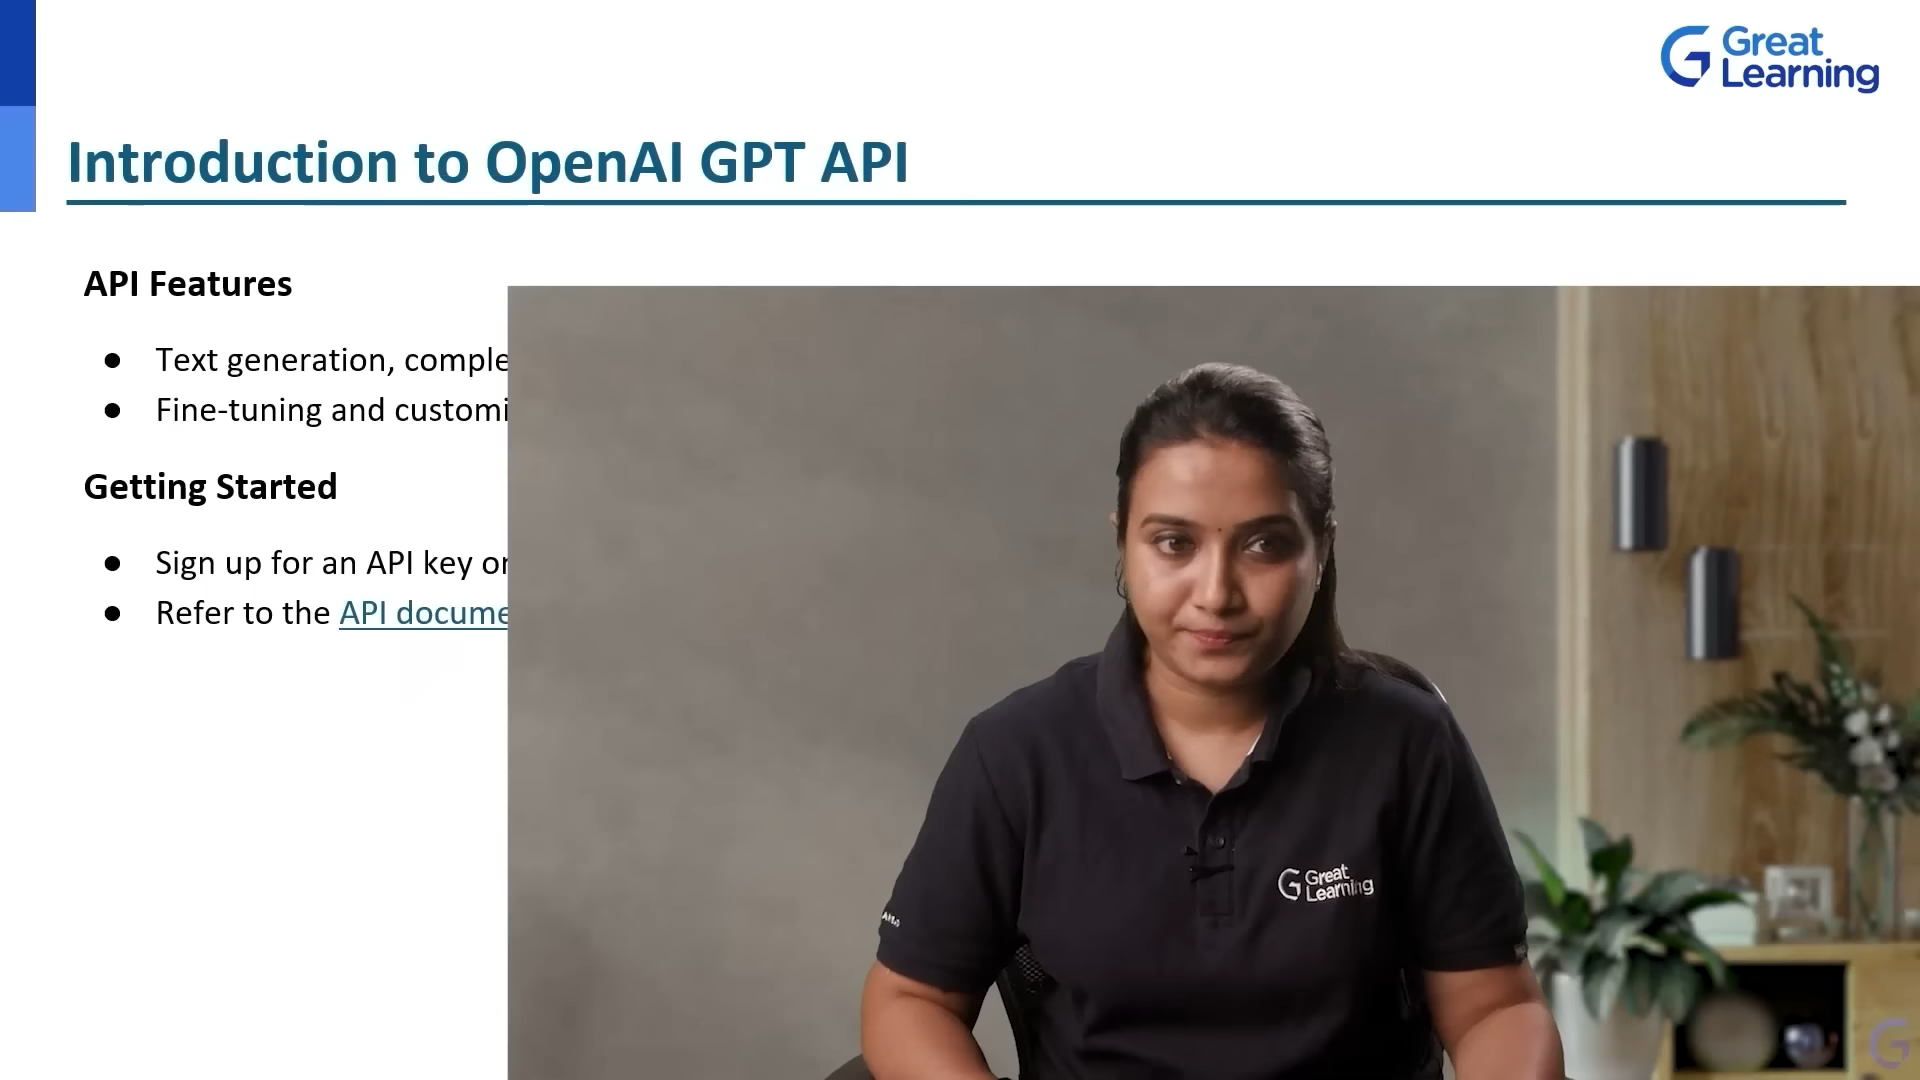 Great
Learning
Introduction to OpenAI GPT API
API Features
● Text generation, comple
● Fine-tuning and customi
Getting Started
● Sign up for an API key or
● Refer to the API docume
Great
Learning